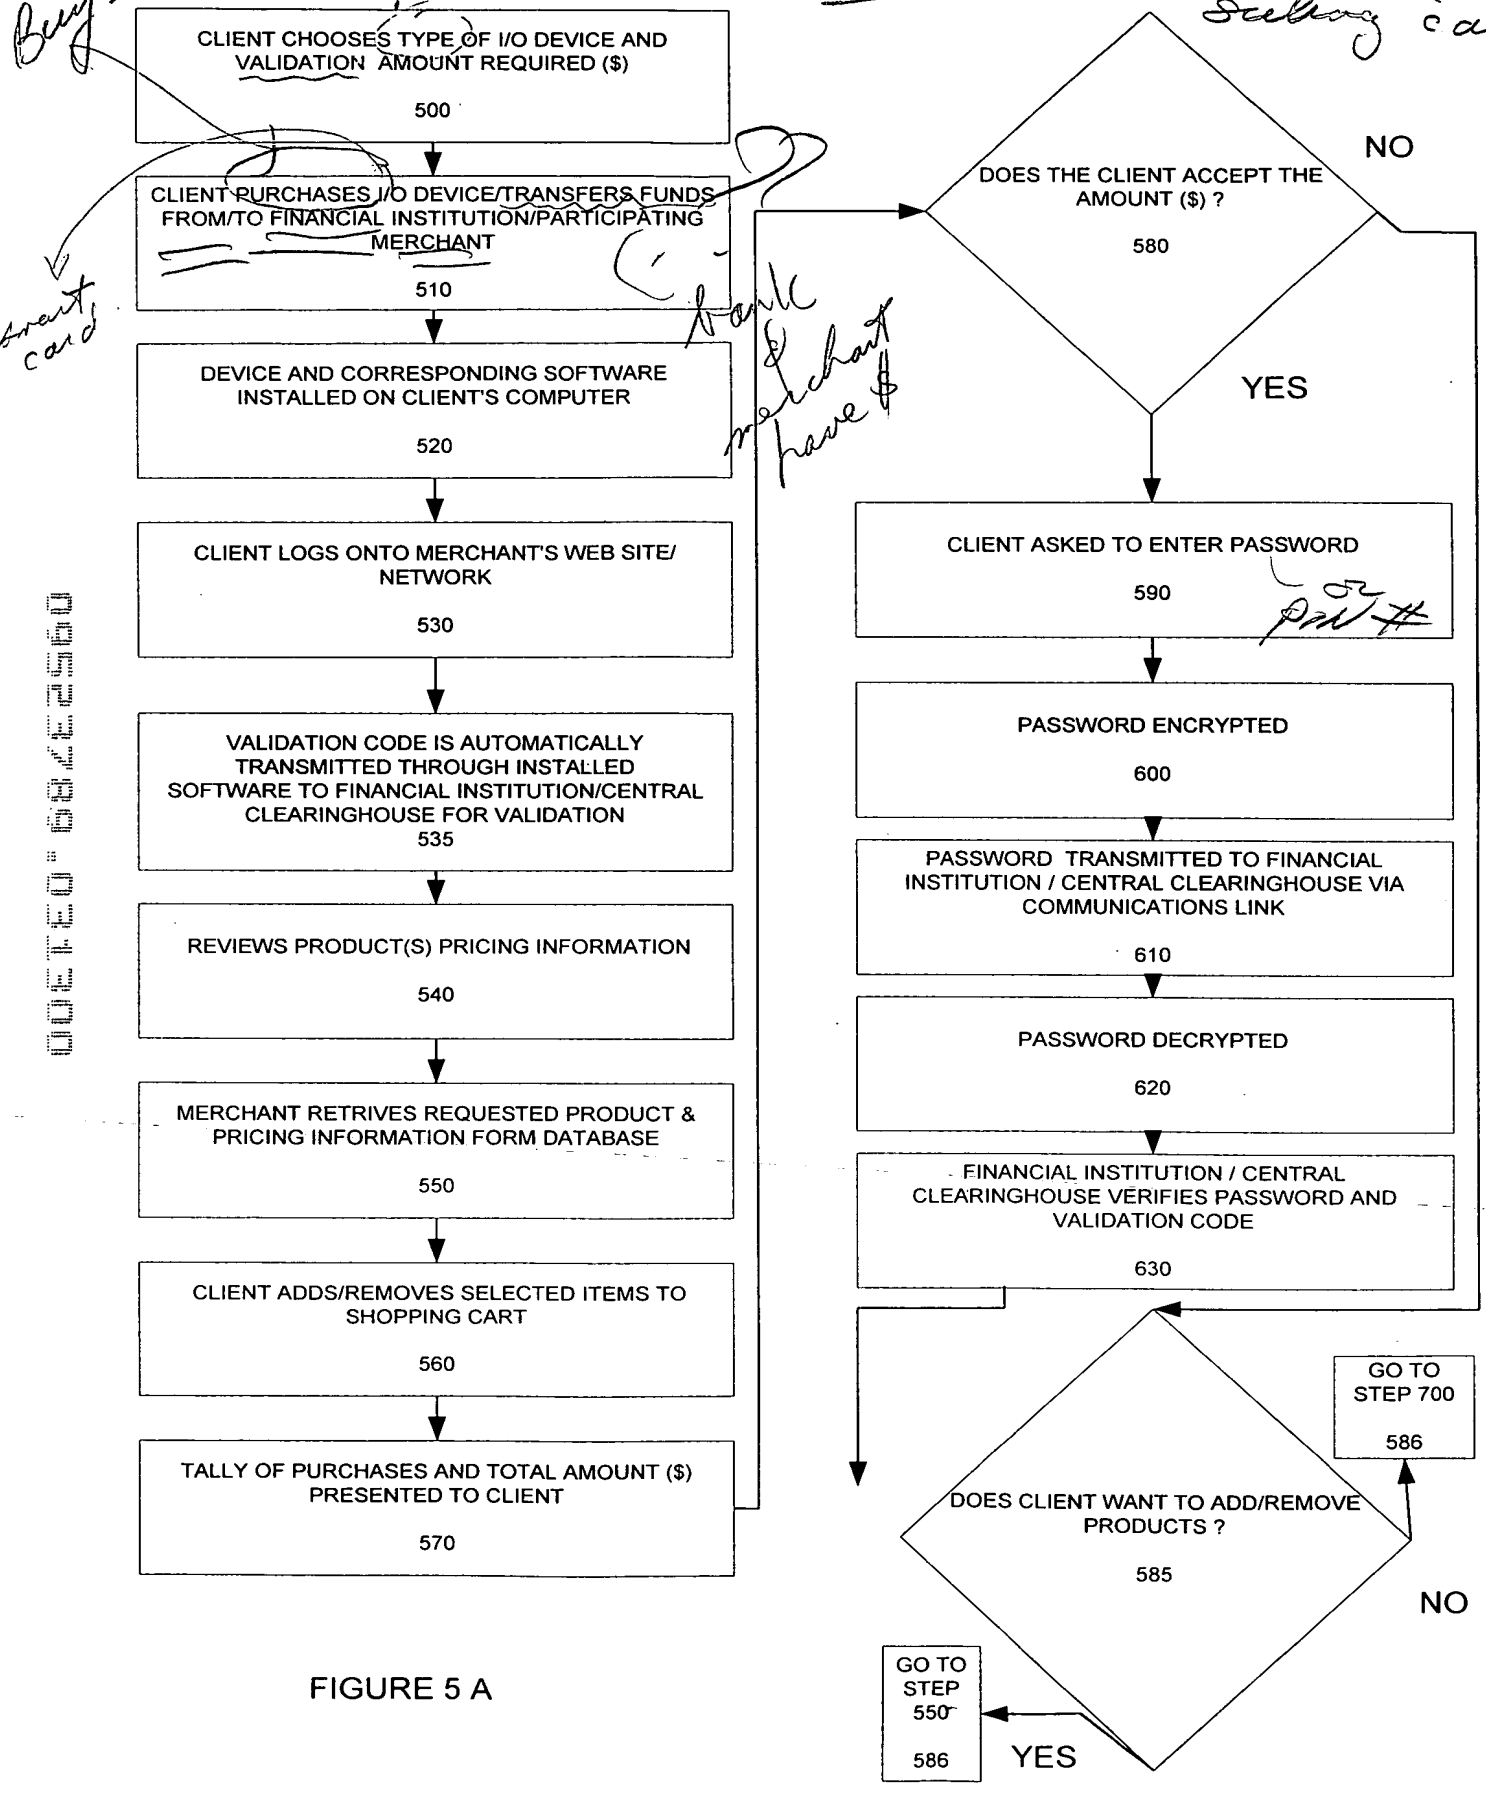 Buy
CLIENT CHOOSES TYPE OF I/O DEVICE AND
VALIDATION AMOUNT REQUIRED ($)
500
CLIENT PURCHASES I/O DEVICE/TRANSFERS FUNDS
FROM/TO FINANCIAL INSTITUTION/PARTICIPATING
MERCHANT
510
smart
card
bank
&
merchant
have $
DEVICE AND CORRESPONDING SOFTWARE
INSTALLED ON CLIENT'S COMPUTER
520
CLIENT LOGS ONTO MERCHANT'S WEB SITE/
NETWORK
530
VALIDATION CODE IS AUTOMATICALLY
TRANSMITTED THROUGH INSTALLED
SOFTWARE TO FINANCIAL INSTITUTION/CENTRAL
CLEARINGHOUSE FOR VALIDATION
535
REVIEWS PRODUCT(S) PRICING INFORMATION
540
MERCHANT RETRIVES REQUESTED PRODUCT &
PRICING INFORMATION FORM DATABASE
550
CLIENT ADDS/REMOVES SELECTED ITEMS TO
SHOPPING CART
560
TALLY OF PURCHASES AND TOTAL AMOUNT ($)
PRESENTED TO CLIENT
570
09523789.031300
FIGURE 5 A
DOES THE CLIENT ACCEPT THE
AMOUNT ($) ?
580
NO
YES
CLIENT ASKED TO ENTER PASSWORD
590
or
PIN #
PASSWORD ENCRYPTED
600
PASSWORD TRANSMITTED TO FINANCIAL
INSTITUTION / CENTRAL CLEARINGHOUSE VIA
COMMUNICATIONS LINK
610
PASSWORD DECRYPTED
620
FINANCIAL INSTITUTION / CENTRAL
CLEARINGHOUSE VERIFIES PASSWORD AND
VALIDATION CODE
630
GO TO
STEP 700
586
DOES CLIENT WANT TO ADD/REMOVE
PRODUCTS ?
585
NO
GO TO
STEP
550
586
YES